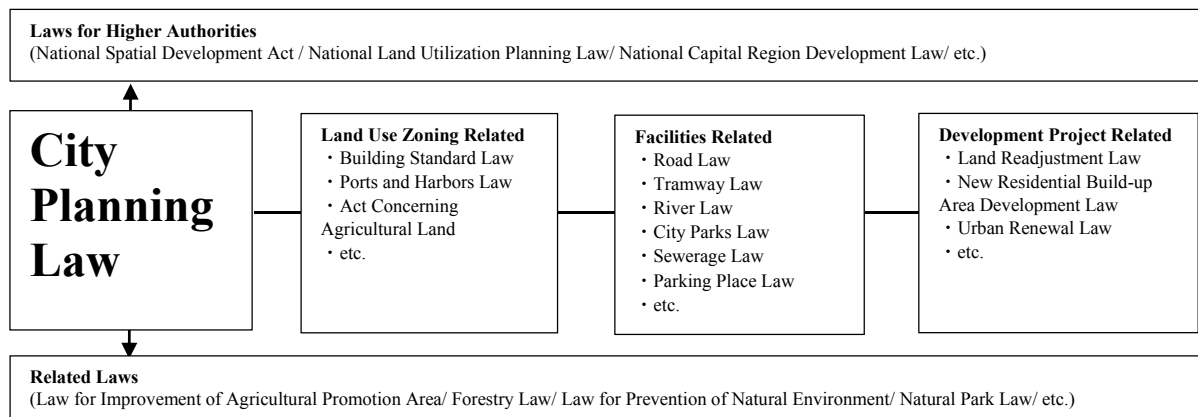 Laws for Higher Authorities
(National Spatial Development Act / National Land Utilization Planning Law/ National Capital Region Development Law/ etc.)
City
Planning
Law
Land Use Zoning Related
・Building Standard Law
・Ports and Harbors Law
・Act Concerning
Agricultural Land
・etc.
Facilities Related
・Road Law
・Tramway Law
・River Law
・City Parks Law
・Sewerage Law
・Parking Place Law
・etc.
Development Project Related
・Land Readjustment Law
・New Residential Build-up
Area Development Law
・Urban Renewal Law
・etc.
Related Laws
(Law for Improvement of Agricultural Promotion Area/ Forestry Law/ Law for Prevention of Natural Environment/ Natural Park Law/ etc.)